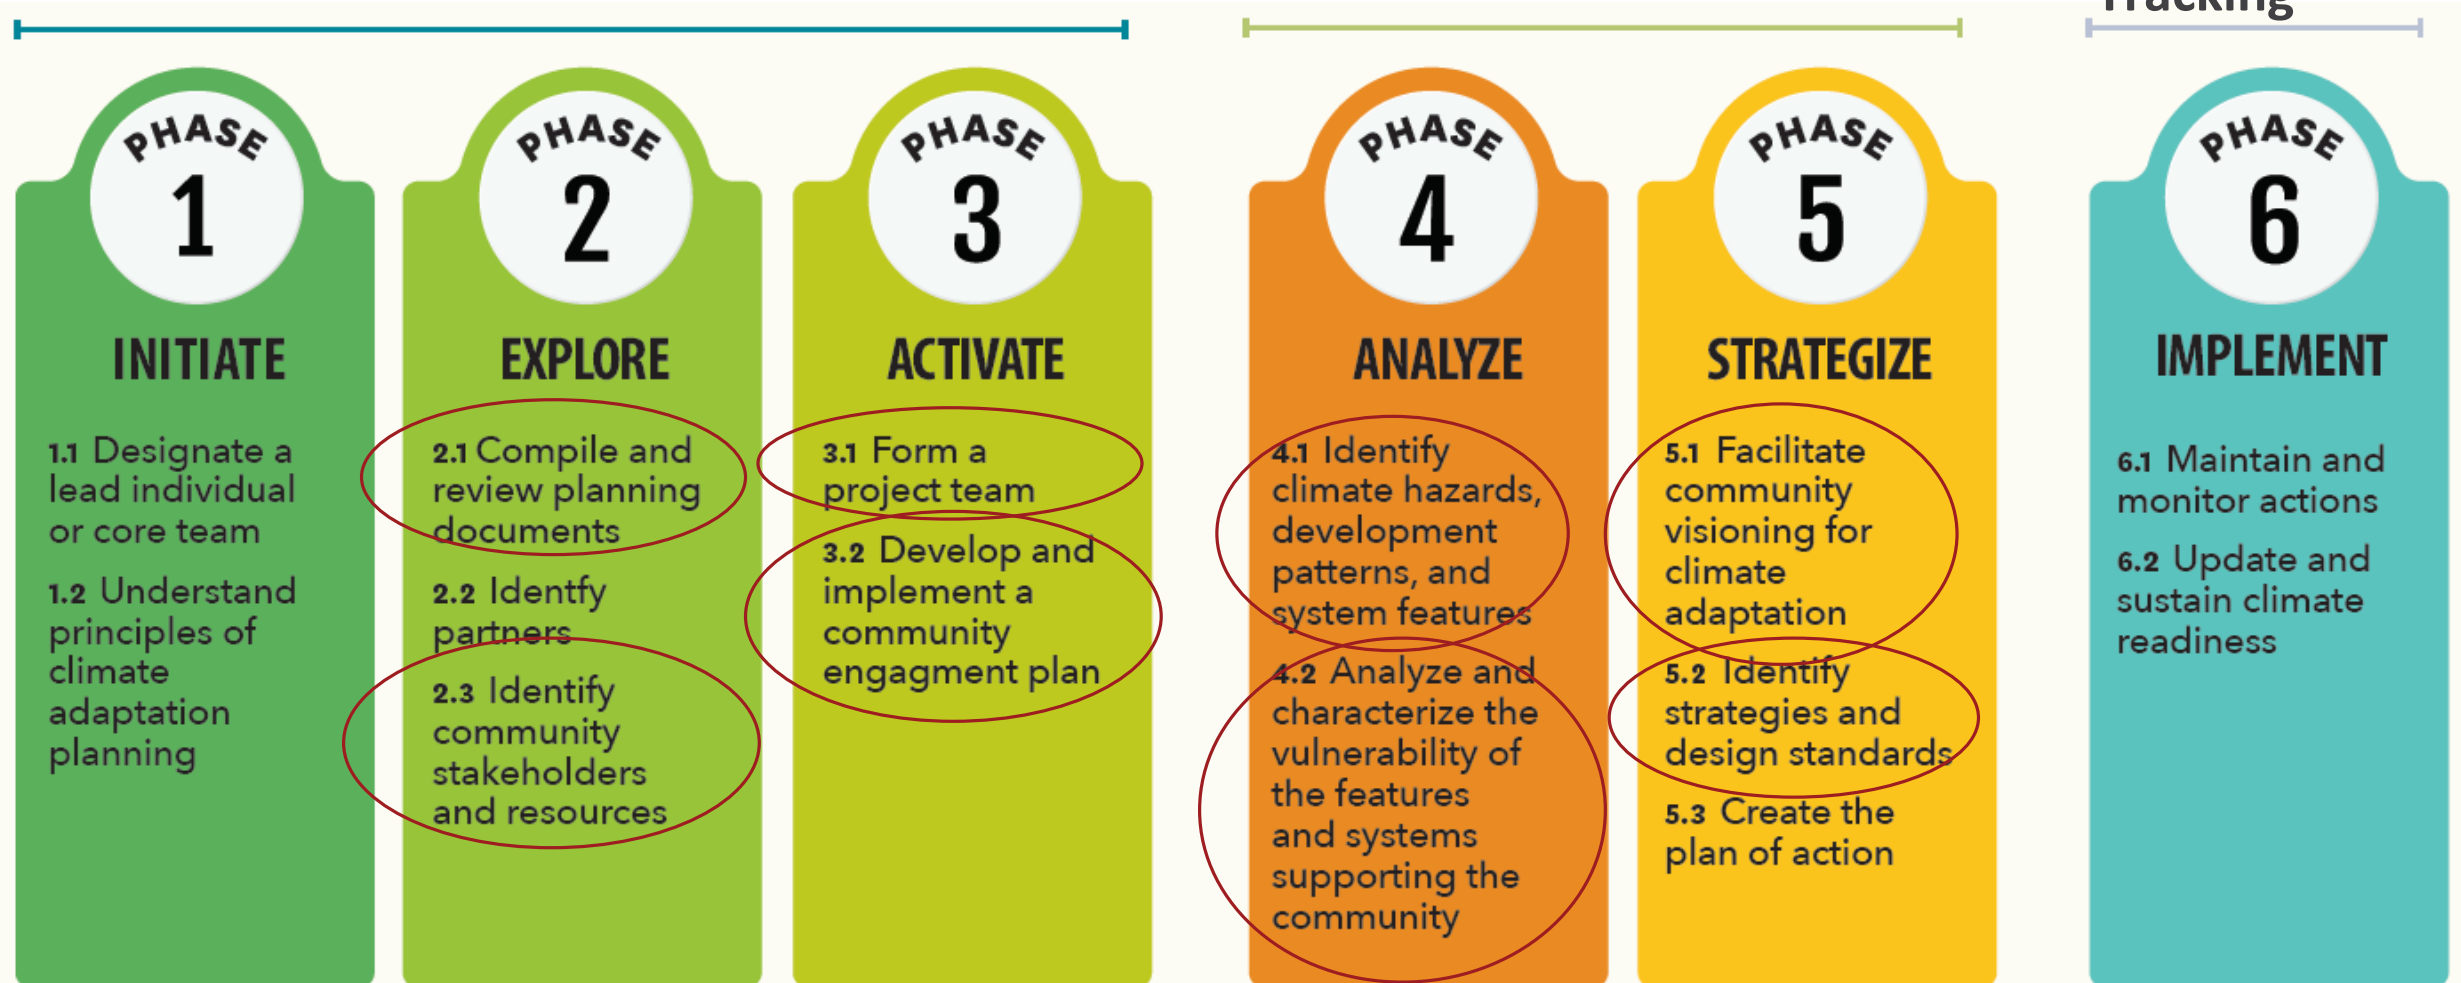 Tracking
PHASE
1
INITIATE
1.1 Designate a
lead individual
or core team
1.2 Understand
principles of
climate
adaptation
planning
PHASE
2
EXPLORE
2.1 Compile and
review planning
documents
2.2 Identfy
partners
2.3 Identify
community
stakeholders
and resources
PHASE
3
ACTIVATE
3.1 Form a
project team
3.2 Develop and
implement a
community
engagment plan
PHASE
4
ANALYZE
4.1 Identify
climate hazards,
development
patterns, and
system features
4.2 Analyze and
characterize the
vulnerability of
the features
and systems
supporting the
community
PHASE
5
STRATEGIZE
5.1 Facilitate
community
visioning for
climate
adaptation
5.2 Identify
strategies and
design standards
5.3 Create the
plan of action
PHASE
6
IMPLEMENT
6.1 Maintain and
monitor actions
6.2 Update and
sustain climate
readiness